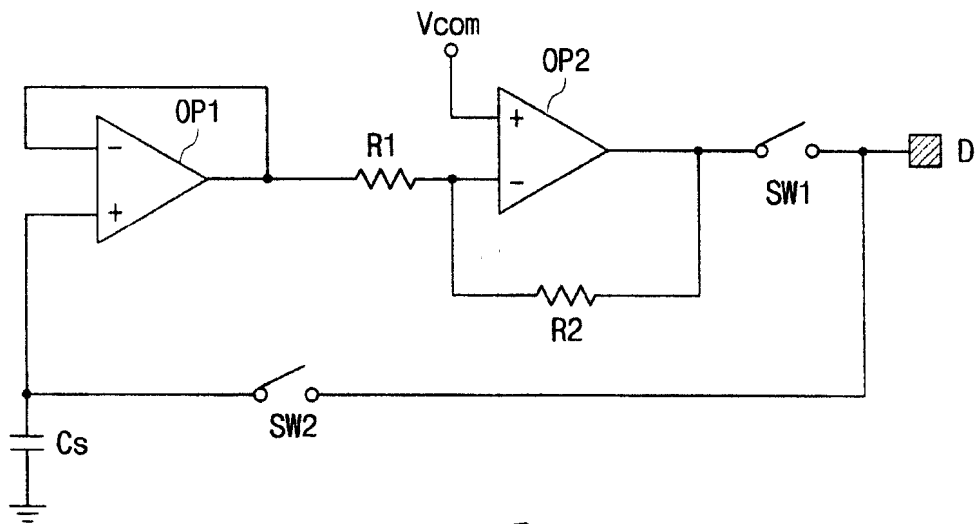 Vcom
OP2
OP1
R1
+
-
-
+
D
SW1
R2
SW2
Cs